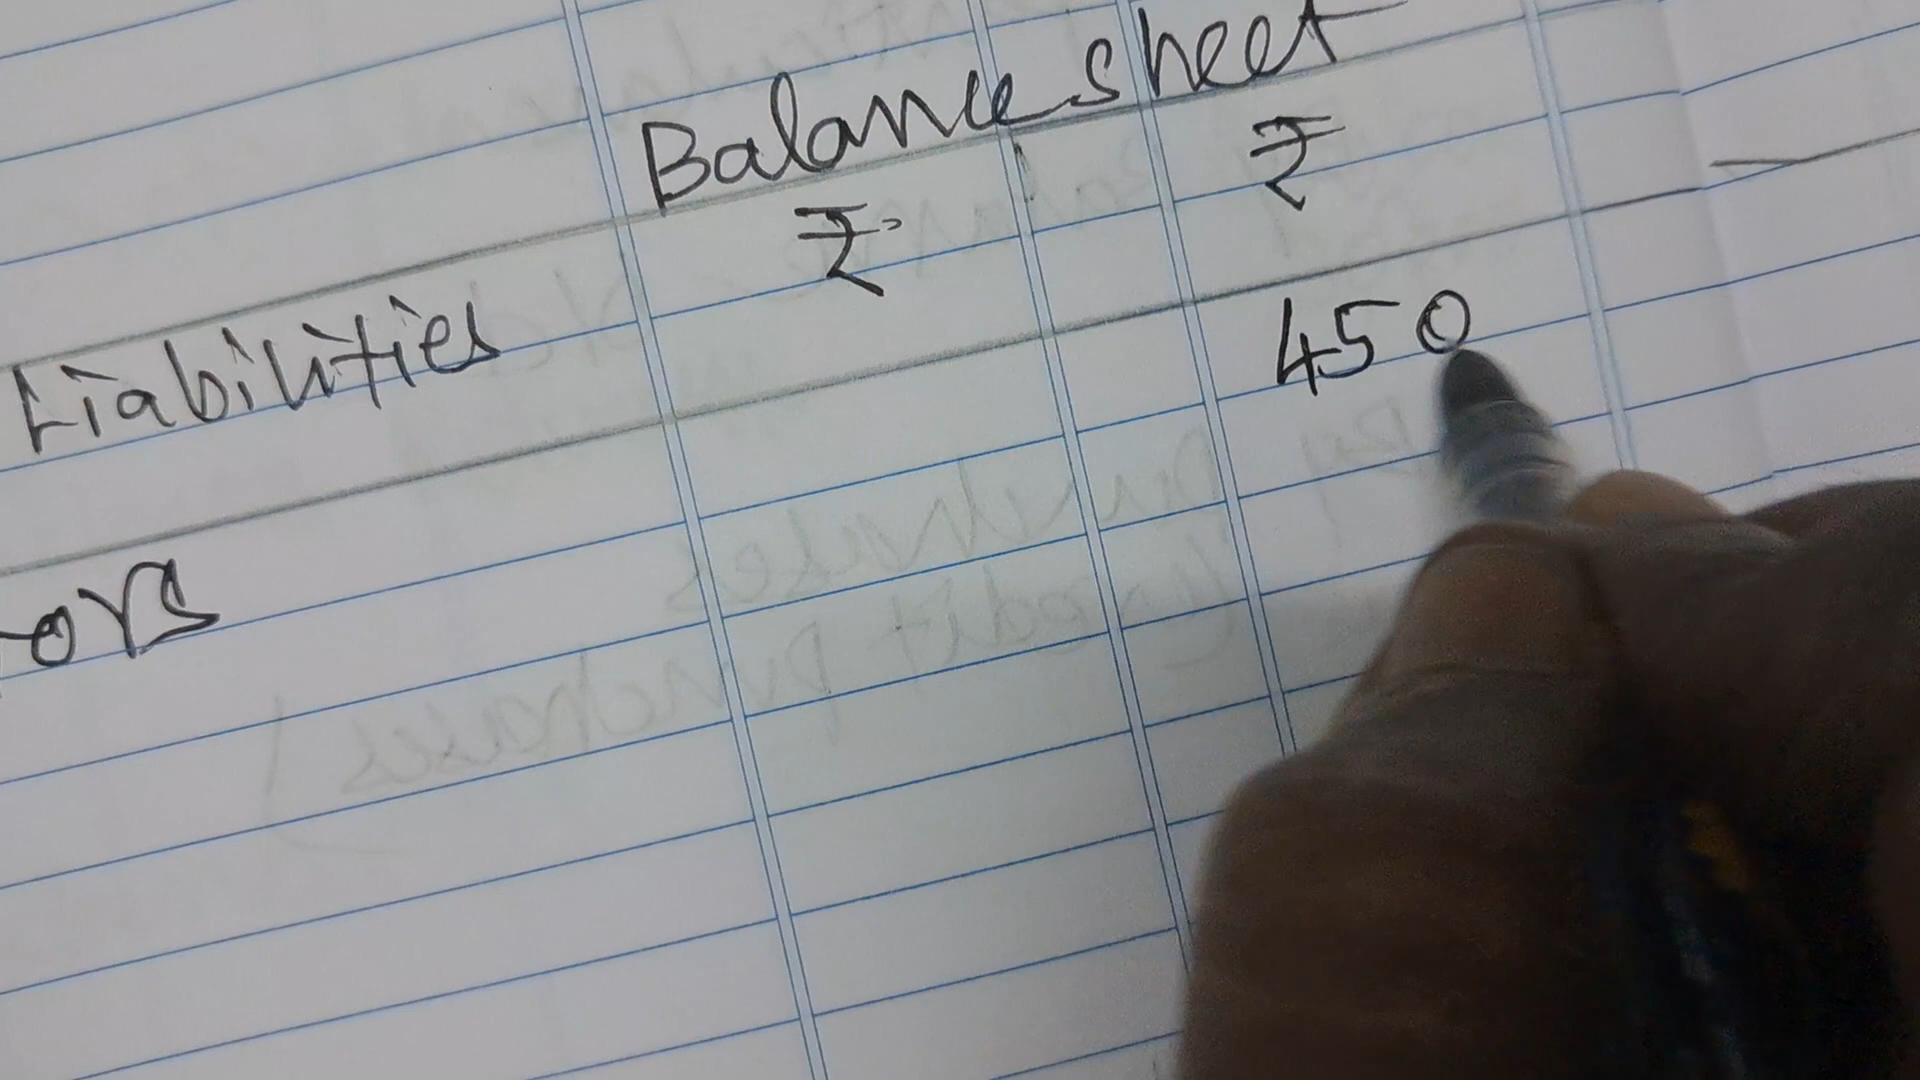 Balance sheet
Liabilities ₹ ₹
ors 450